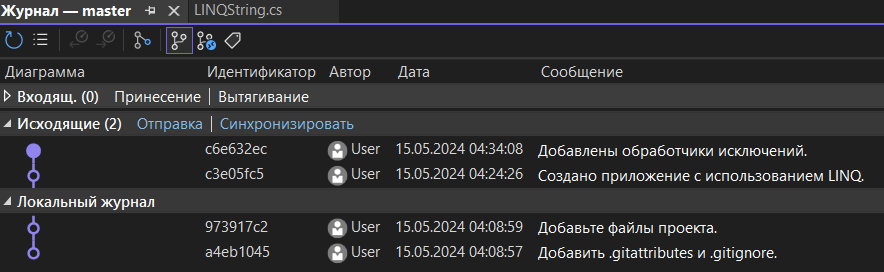 Журнал — master LINQString.cs
Диаграмма Идентификатор Автор Дата Сообщение
Входящ. (0) Принесение | Вытягивание
Исходящие (2) Отправка | Синхронизировать
c6e632ec User 15.05.2024 04:34:08 Добавлены обработчики исключений.
c3e05fc5 User 15.05.2024 04:24:26 Создано приложение с использованием LINQ.
Локальный журнал
973917c2 User 15.05.2024 04:08:59 Добавьте файлы проекта.
a4eb1045 User 15.05.2024 04:08:57 Добавить .gitattributes и .gitignore.